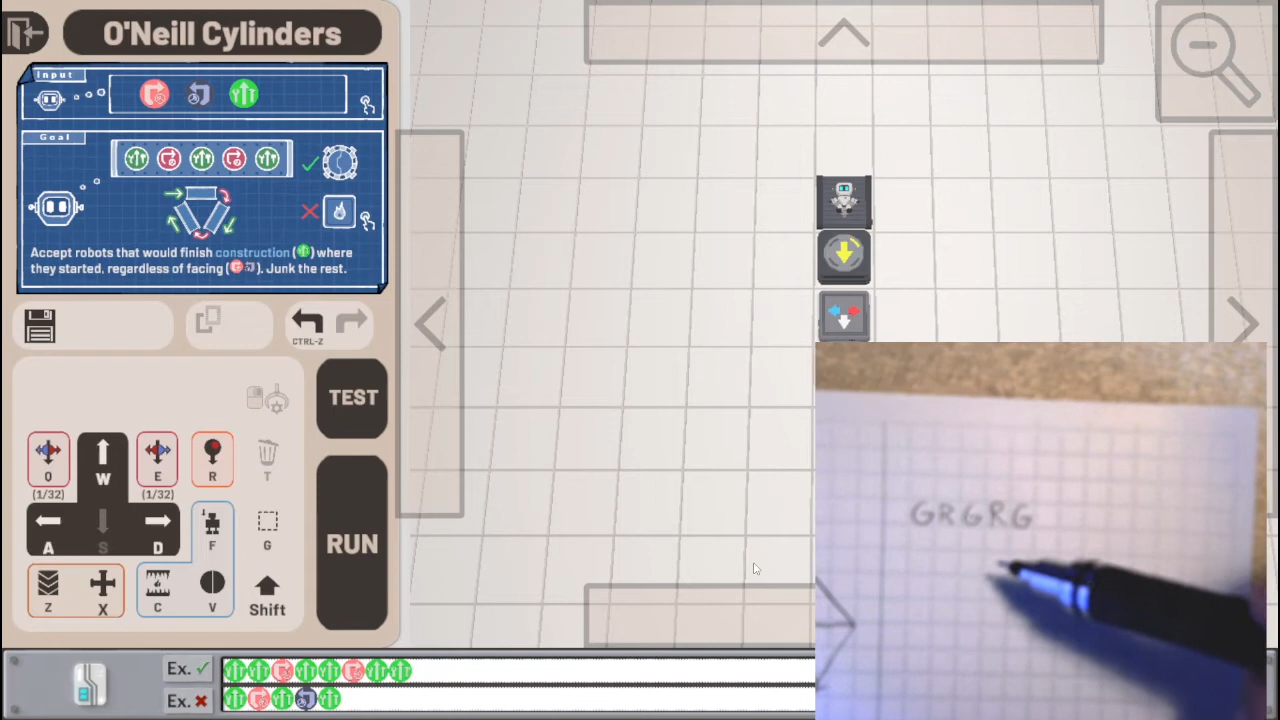 O'Neill Cylinders
Input
Goal
Accept robots that would finish construction ( ) where
they started, regardless of facing ( ). Junk the rest.
CTRL-Z
TEST
Q
W
E
R
T
(1/32)
(1/32)
A
S
D
F
G
RUN
Z
X
C
V
Shift
GRGRG
Ex. ✓
Ex. ✗